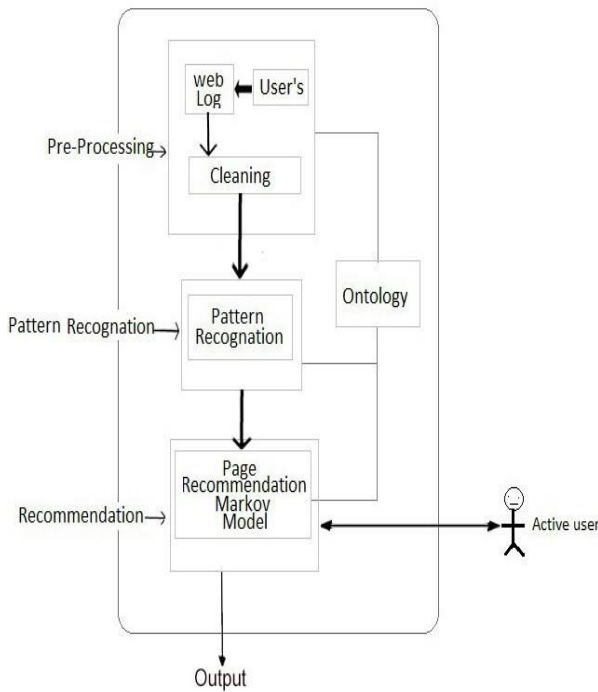 web
Log
User's
Pre-Processing
Cleaning
Ontology
Pattern Recognation
Pattern
Recognation
Page
Recommendation
Markov
Model
Recommendation
Active user
Output